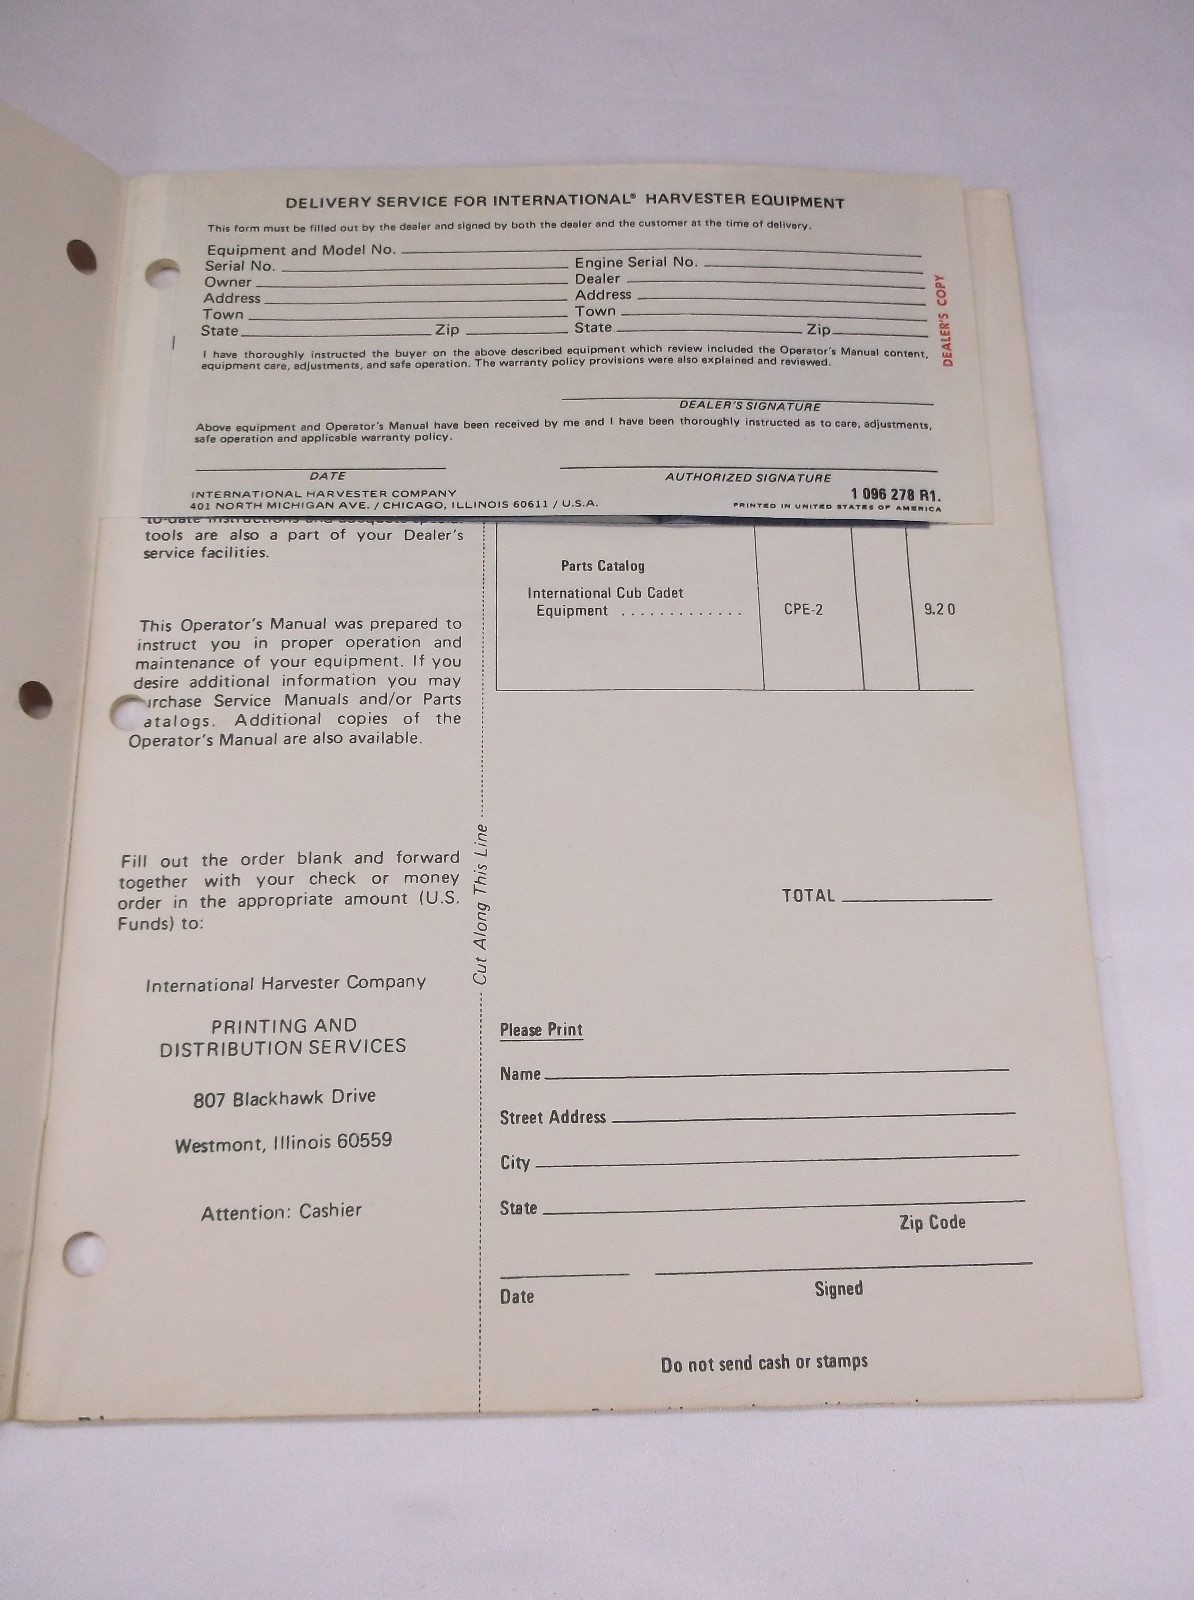 DELIVERY SERVICE FOR INTERNATIONAL® HARVESTER EQUIPMENT
This form must be filled out by the dealer and signed by both the dealer and the customer at the time of delivery.
Equipment and Model No.
Serial No. Engine Serial No.
Owner Dealer
Address Address
Town Town
State Zip State Zip
DEALER'S COPY
I have thoroughly instructed the buyer on the above described equipment which review included the Operator's Manual content,
equipment care, adjustments, and safe operation. The warranty policy provisions were also explained and reviewed.
DEALER'S SIGNATURE
Above equipment and Operator's Manual have been received by me and I have been thoroughly instructed as to care, adjustments,
safe operation and applicable warranty policy.
DATE AUTHORIZED SIGNATURE
INTERNATIONAL HARVESTER COMPANY 1 096 278 R1.
401 NORTH MICHIGAN AVE. / CHICAGO, ILLINOIS 60611 / U.S.A. PRINTED IN UNITED STATES OF AMERICA
to-date instructions and adequate special
tools are also a part of your Dealer's
service facilities.
This Operator's Manual was prepared to
instruct you in proper operation and
maintenance of your equipment. If you
desire additional information you may
urchase Service Manuals and/or Parts
atalogs. Additional copies of the
Operator's Manual are also available.
Fill out the order blank and forward
together with your check or money
order in the appropriate amount (U.S.
Funds) to:
International Harvester Company
PRINTING AND
DISTRIBUTION SERVICES
807 Blackhawk Drive
Westmont, Illinois 60559
Attention: Cashier
Cut Along This Line
Parts Catalog
International Cub Cadet
Equipment ............. CPE-2 9.20
TOTAL
Please Print
Name
Street Address
City
State
Zip Code
Date Signed
Do not send cash or stamps